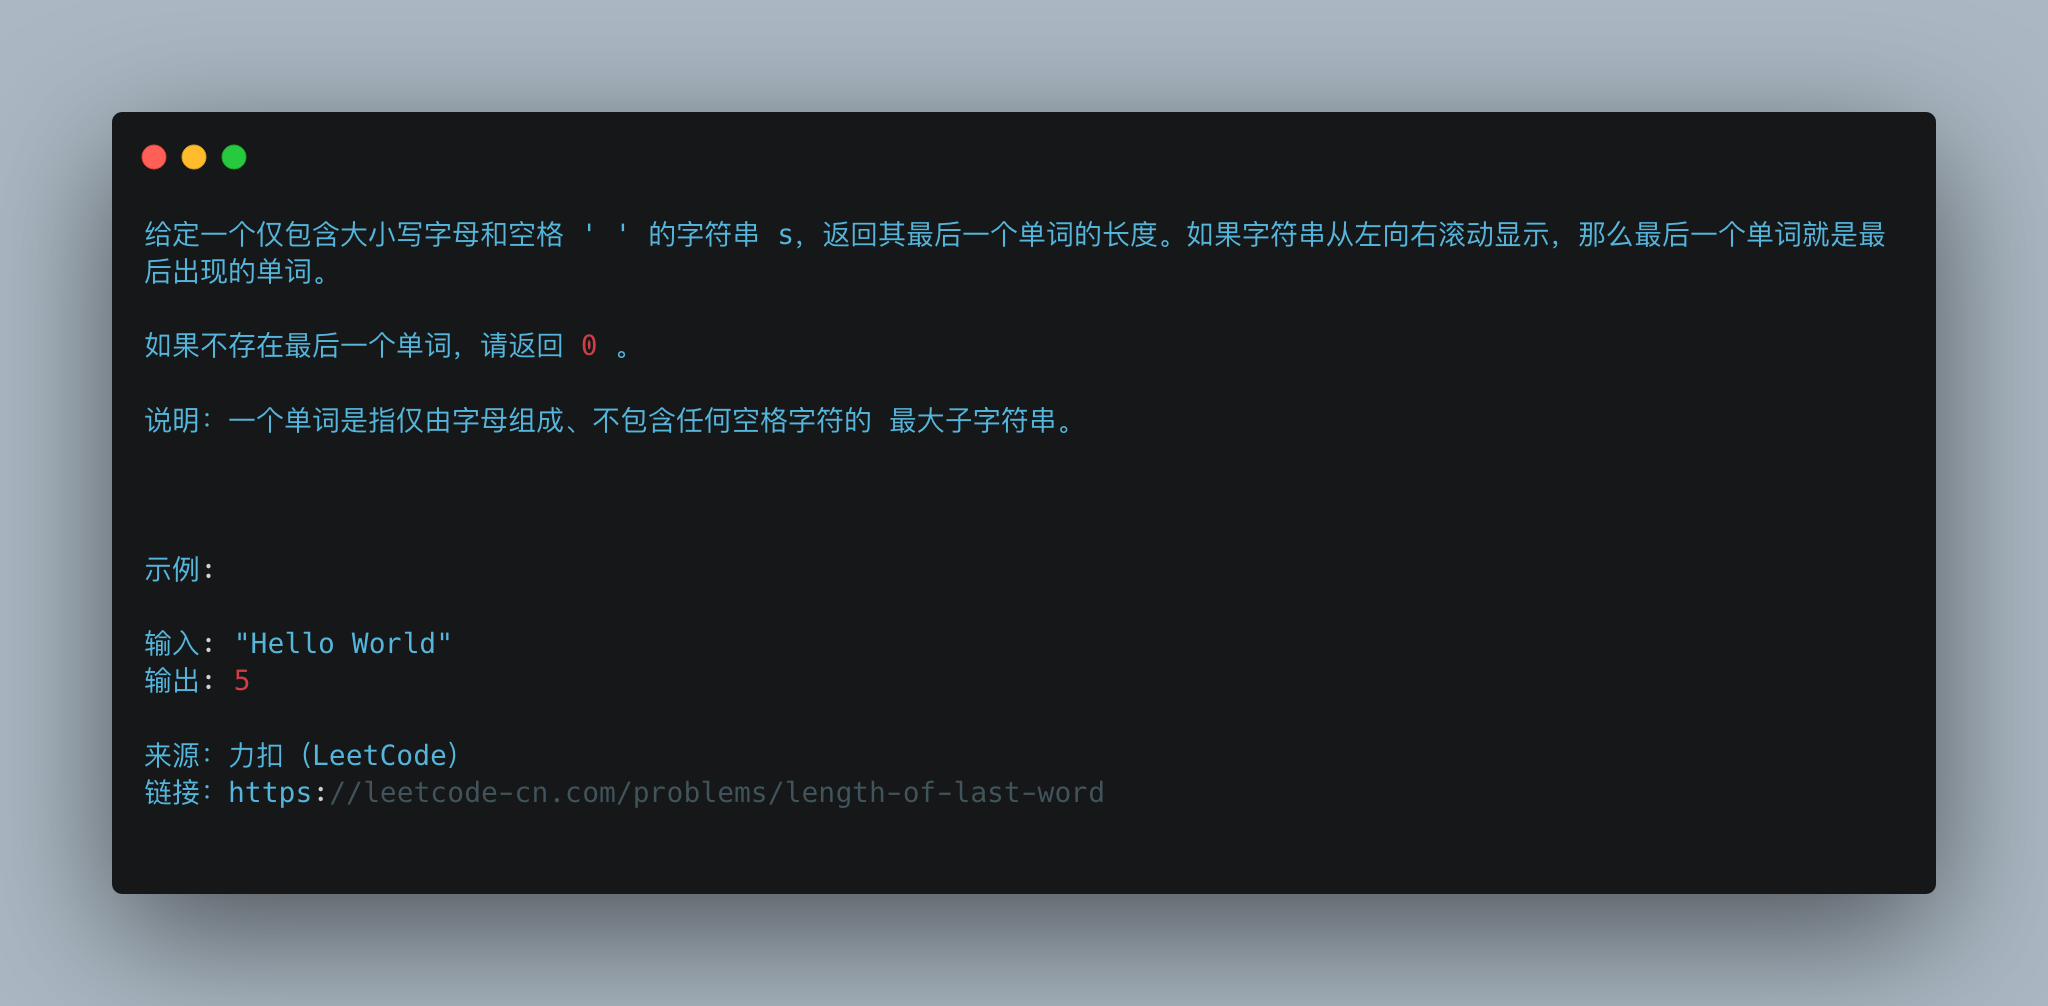 给定一个仅包含大小写字母和空格 ' ' 的字符串 s，返回其最后一个单词的长度。如果字符串从左向右滚动显示，那么最后一个单词就是最
后出现的单词。
如果不存在最后一个单词，请返回 0 。
说明：一个单词是指仅由字母组成、不包含任何空格字符的 最大子字符串。
示例:
输入: "Hello World"
输出: 5
来源：力扣（LeetCode）
链接：https://leetcode-cn.com/problems/length-of-last-word